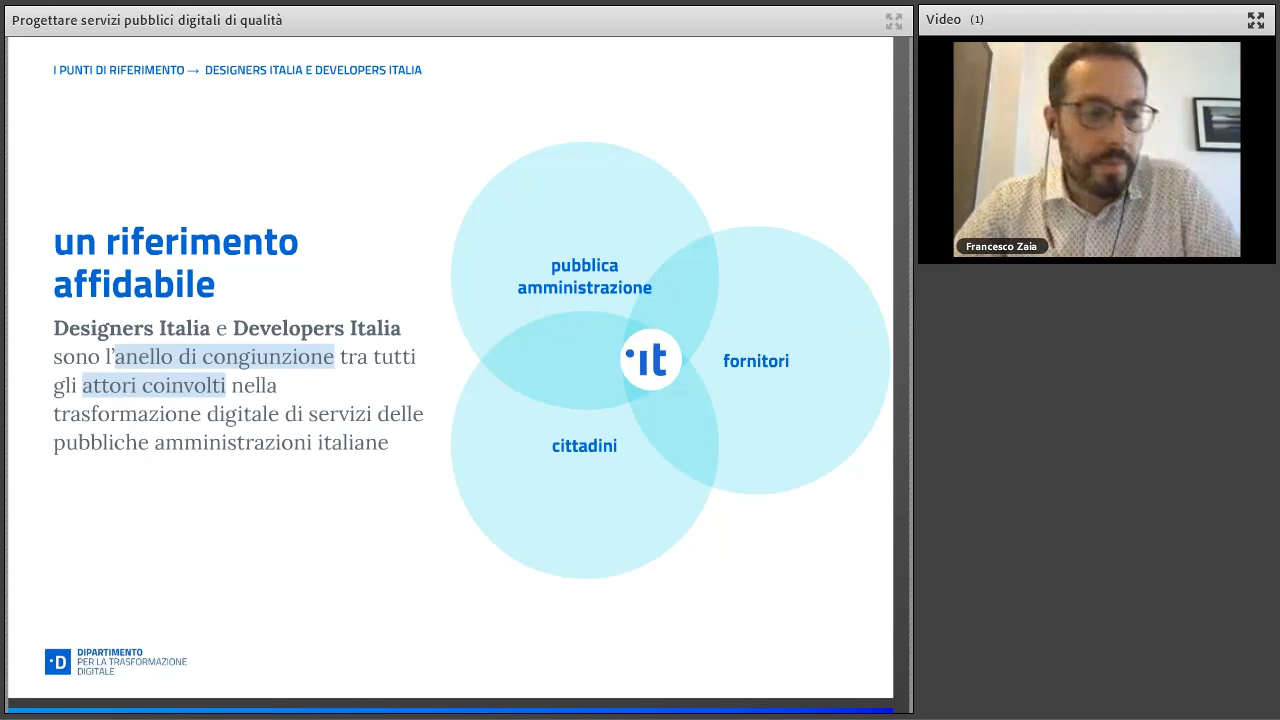 Progettare servizi pubblici digitali di qualità
Video (1)
I PUNTI DI RIFERIMENTO → DESIGNERS ITALIA E DEVELOPERS ITALIA
un riferimento
affidabile
Designers Italia e Developers Italia
sono l'anello di congiunzione tra tutti
gli attori coinvolti nella
trasformazione digitale di servizi delle
pubbliche amministrazioni italiane
pubblica
amministrazione
fornitori
cittadini
it
Francesco Zaia
D
DIPARTIMENTO
PER LA TRASFORMAZIONE
DIGITALE